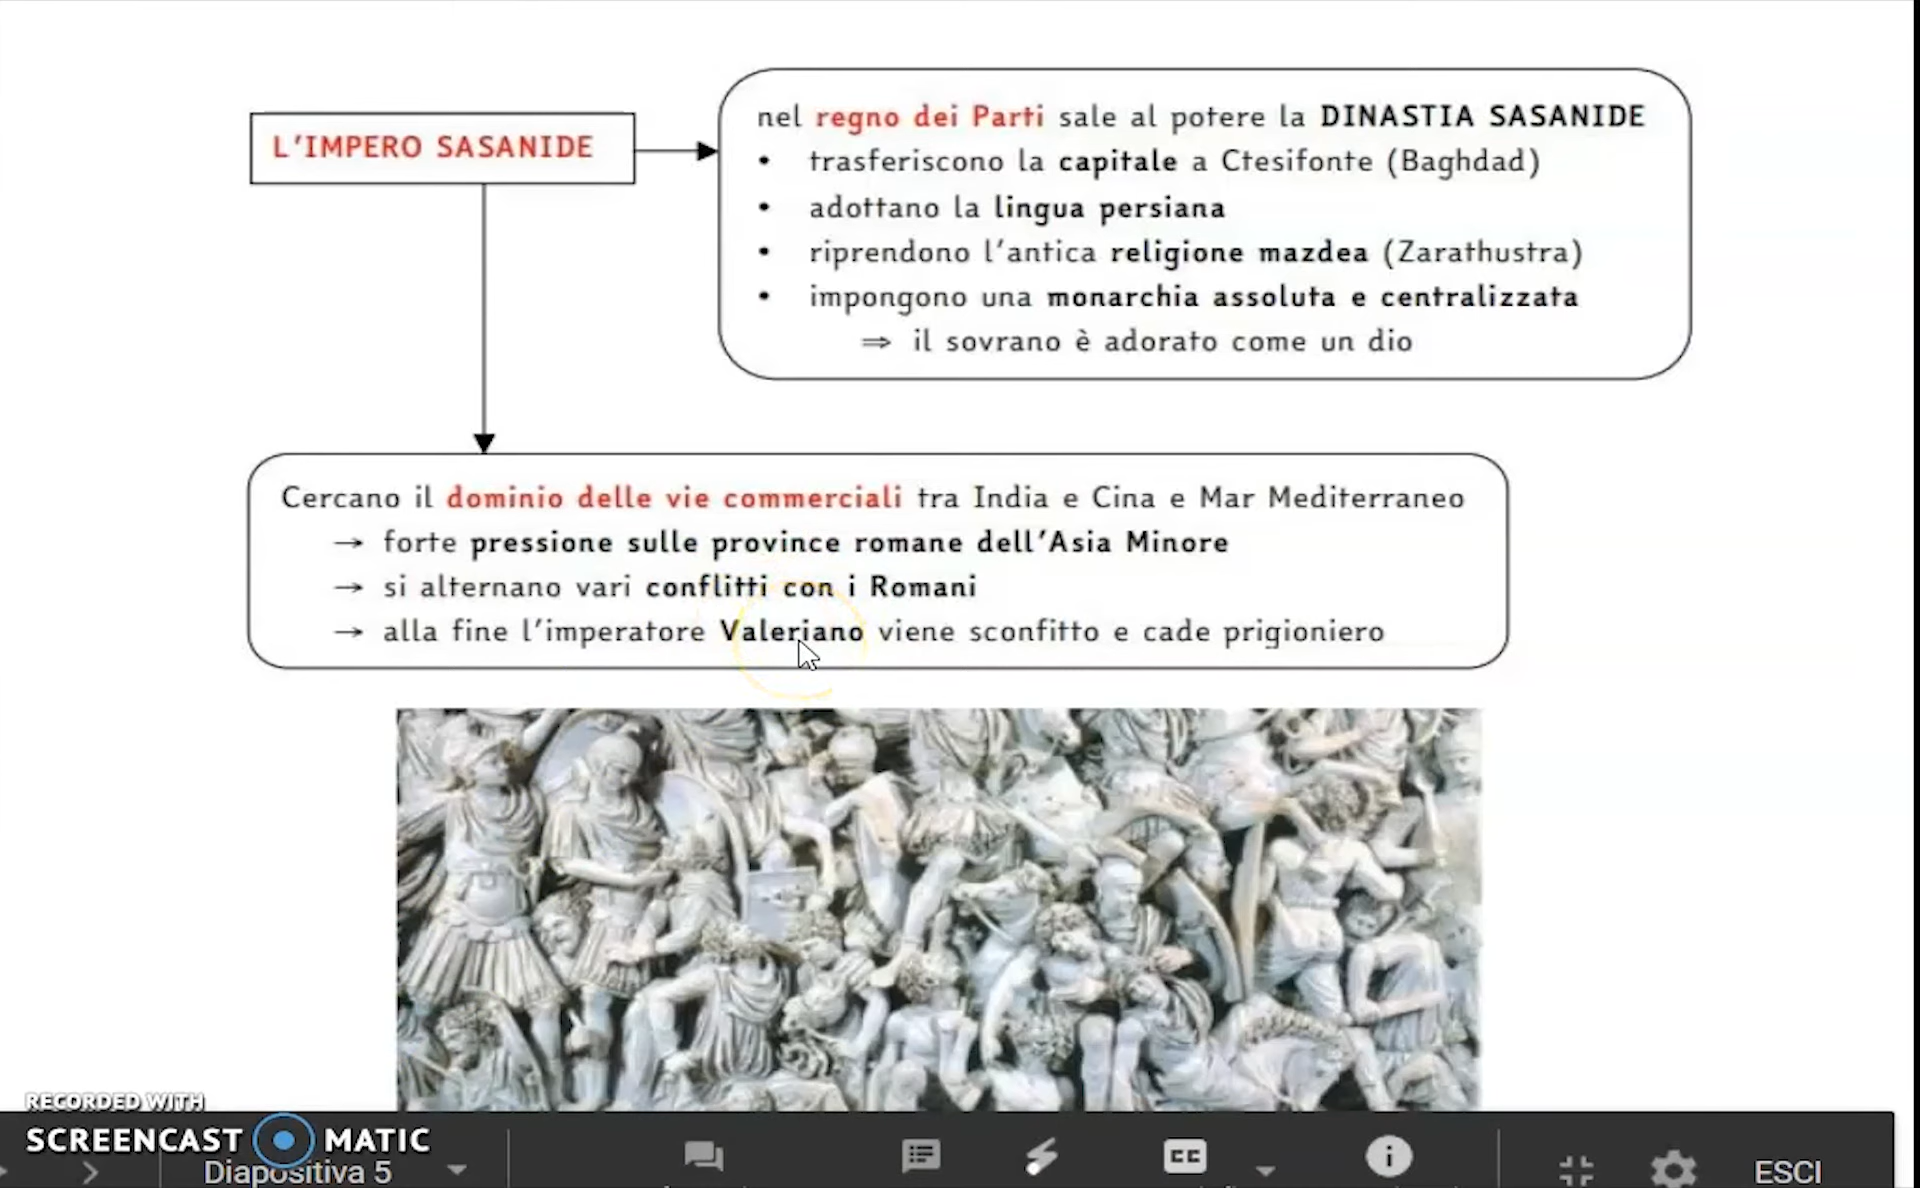 L'IMPERO SASANIDE
nel regno dei Parti sale al potere la DINASTIA SASANIDE
• trasferiscono la capitale a Ctesifonte (Baghdad)
• adottano la lingua persiana
• riprendono l'antica religione mazdea (Zarathustra)
• impongono una monarchia assoluta e centralizzata
⇒ il sovrano è adorato come un dio
Cercano il dominio delle vie commerciali tra India e Cina e Mar Mediterraneo
→ forte pressione sulle province romane dell'Asia Minore
→ si alternano vari conflitti con i Romani
→ alla fine l'imperatore Valeriano viene sconfitto e cade prigioniero
RECORDED WITH
SCREENCAST MATIC
Diapositiva 5
CC
ESCI